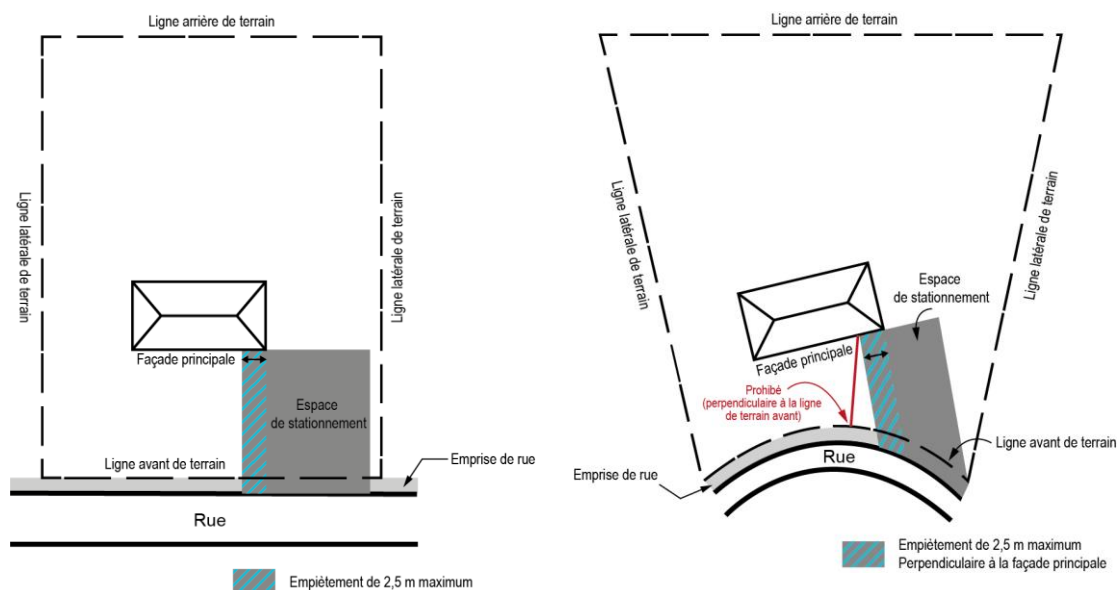 Ligne arrière de terrain
Ligne latérale de terrain
Ligne latérale de terrain
Façade principale
Espace
de stationnement
Ligne avant de terrain
Emprise de rue
Rue
Empiètement de 2,5 m maximum
Ligne arrière de terrain
Ligne latérale de terrain
Ligne latérale de terrain
Espace
de stationnement
Façade principale
Prohibé
(perpendiculaire à la ligne
de terrain avant)
Ligne avant de terrain
Rue
Emprise de rue
Empiètement de 2,5 m maximum
Perpendiculaire à la façade principale